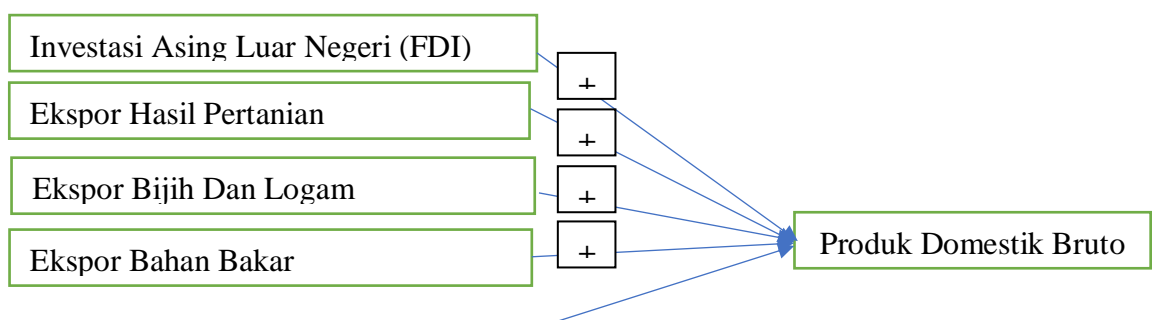 Investasi Asing Luar Negeri (FDI)
+
Ekspor Hasil Pertanian
+
Ekspor Bijih Dan Logam
+
Ekspor Bahan Bakar
+
Produk Domestik Bruto